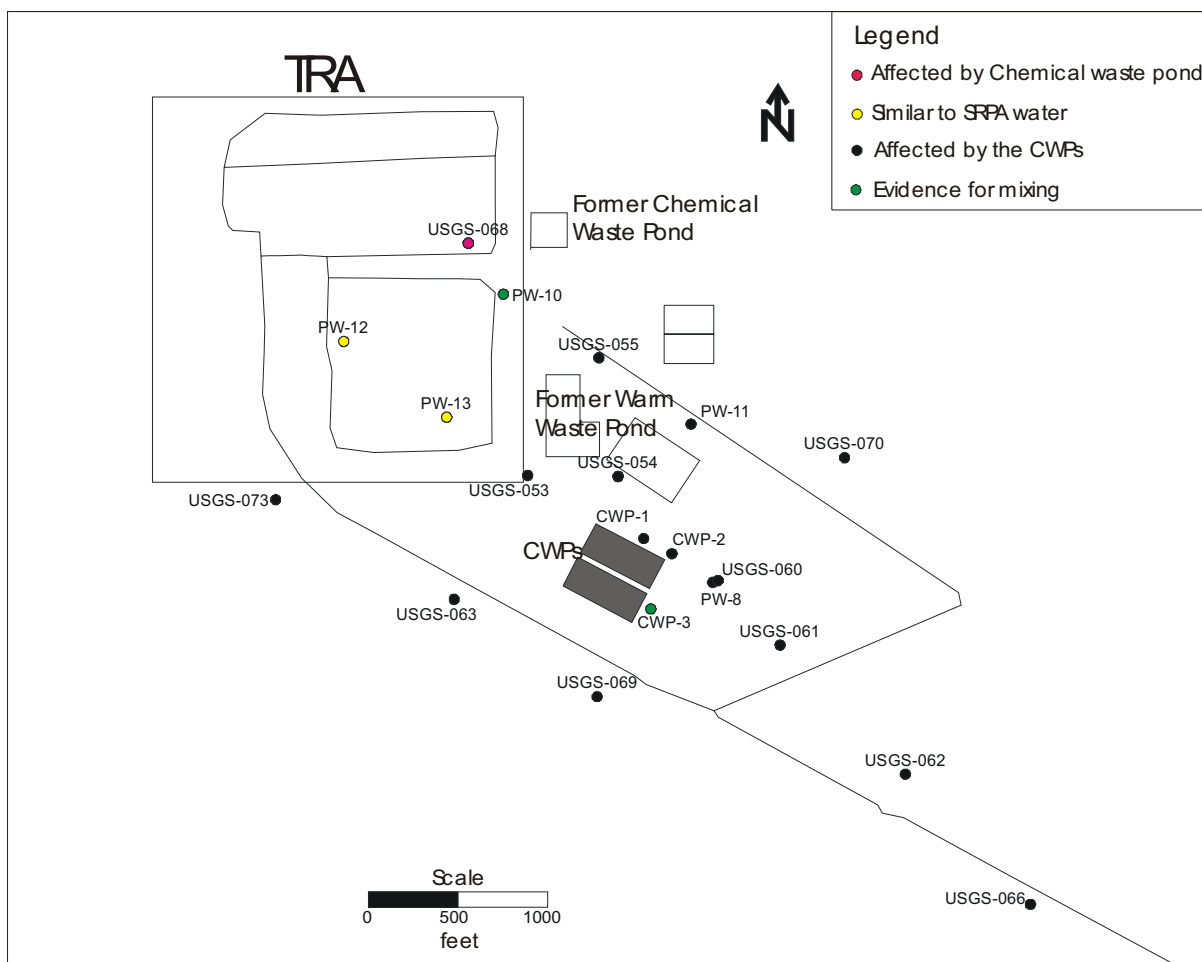 TRA
N
Legend
Affected by Chemical waste pond
Similar to SRPA water
Affected by the CWPs
Evidence for mixing
Former Chemical
Waste Pond
USGS-068
PW-10
PW-12
USGS-055
PW-13
Former Warm
Waste Pond
PW-11
USGS-070
USGS-054
USGS-053
USGS-073
CWP-1
CWP-2
CWPs
USGS-060
PW-8
USGS-063
CWP-3
USGS-061
USGS-069
USGS-062
USGS-066
Scale
0 500 1000
feet